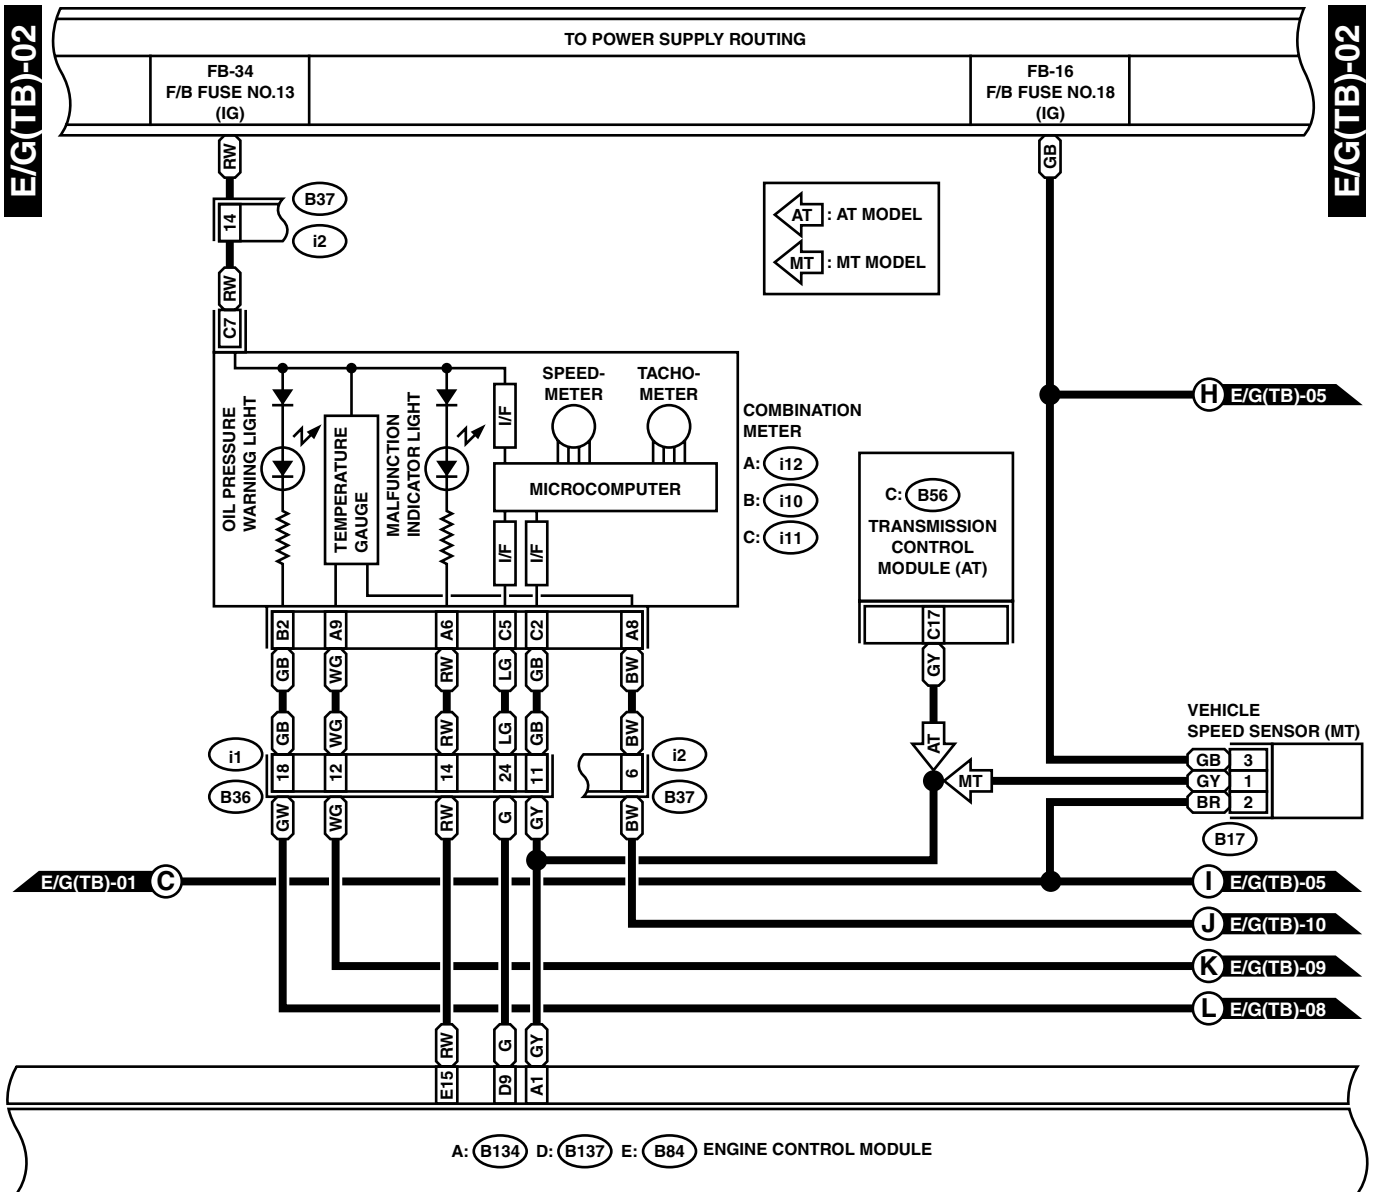 E/G(TB)-02
E/G(TB)-02
TO POWER SUPPLY ROUTING
FB-34
F/B FUSE NO.13
(IG)
FB-16
F/B FUSE NO.18
(IG)
RW
GB
14
B37
i2
RW
C7
AT : AT MODEL
MT : MT MODEL
OIL PRESSURE
WARNING LIGHT
TEMPERATURE
GAUGE
MALFUNCTION
INDICATOR LIGHT
I/F
SPEED-
METER
TACHO-
METER
MICROCOMPUTER
I/F
I/F
COMBINATION
METER
A: i12
B: i10
C: i11
H E/G(TB)-05
C: B56
TRANSMISSION
CONTROL
MODULE (AT)
C17
GY
AT
MT
B2 A9 A6 C5 C2 A8
GB WG RW LG GB BW
GB WG RW LG GB BW
i1
18 12 14 24 11 6
i2
B36
B37
GW WG RW G GY BW
VEHICLE
SPEED SENSOR (MT)
GB 3
GY 1
BR 2
B17
E/G(TB)-01 C
I E/G(TB)-05
J E/G(TB)-10
K E/G(TB)-09
L E/G(TB)-08
RW G GY
E15 D9 A1
A: B134 D: B137 E: B84 ENGINE CONTROL MODULE